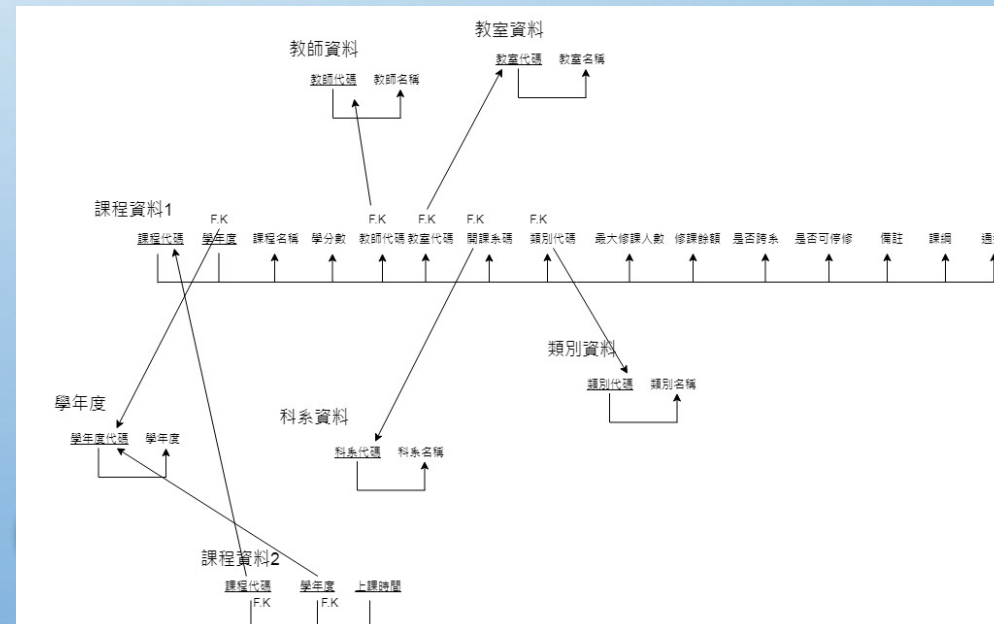 教室資料
教師資料
教室代碼 教室名稱
教師代碼 教師名稱
課程資料1
F.K F.K F.K F.K F.K
課程代碼 學年度 課程名稱 學分數 教師代碼 教室代碼 開課系碼 類別代碼 最大修課人數 修課餘額 是否跨系 是否可停修 備註 課綱
類別資料
類別代碼 類別名稱
學年度
科系資料
學年度代碼 學年度
科系代碼 科系名稱
課程資料2
課程代碼 學年度 上課時間
F.K F.K